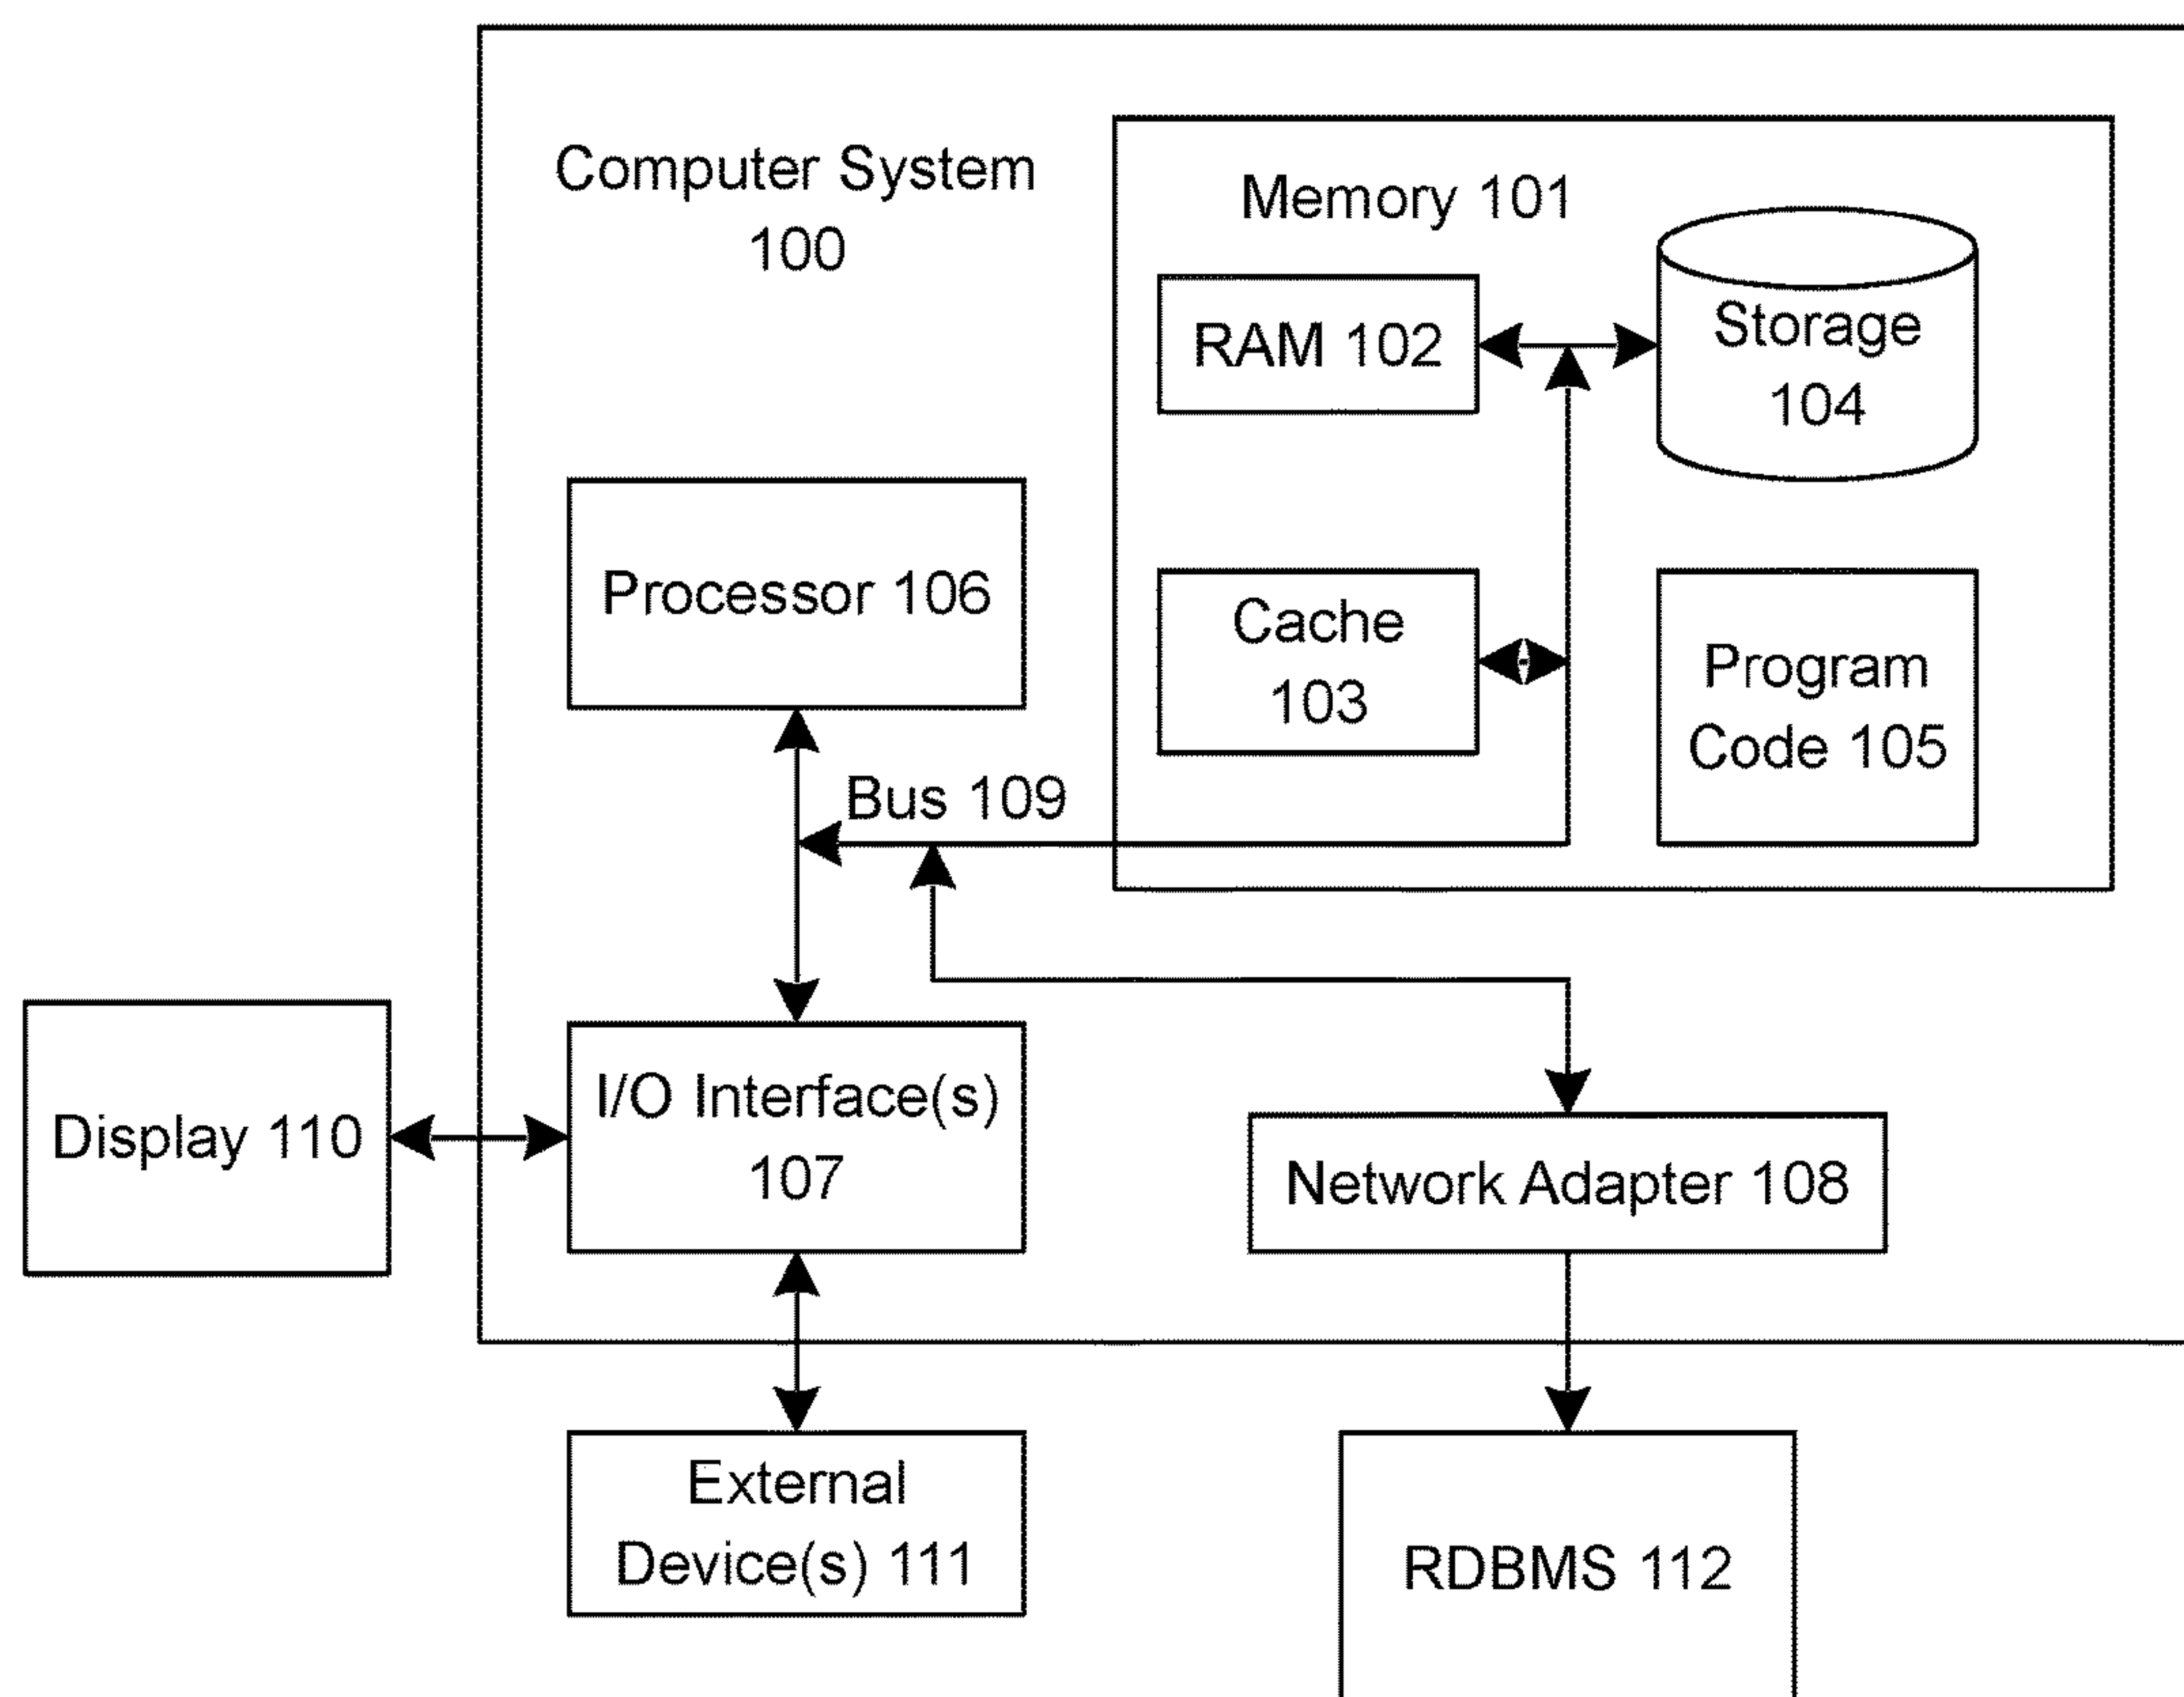 Computer System
100
Memory 101
RAM 102
Storage
104
Processor 106
Cache
103
Program
Code 105
Bus 109
Display 110
I/O Interface(s)
107
Network Adapter 108
External
Device(s) 111
RDBMS 112